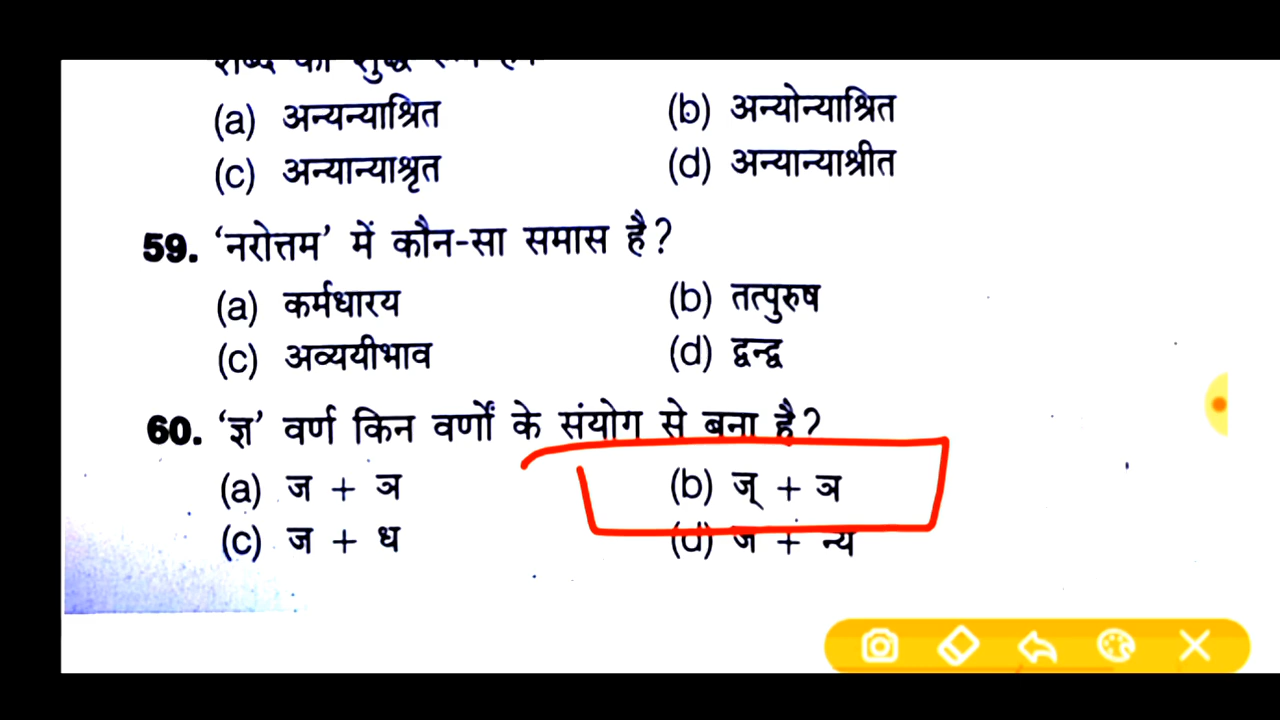 शब्द का शुद्ध रूप है।
(a) अन्यन्याश्रित (b) अन्योन्याश्रित
(c) अन्यान्याश्रृत (d) अन्यान्याश्रीत
59. ‘नरोत्तम’ में कौन-सा समास है?
(a) कर्मधारय (b) तत्पुरुष
(c) अव्ययीभाव (d) द्वन्द्व
60. ‘ज्ञ’ वर्ण किन वर्णों के संयोग से बना है?
(a) ज + ञ (b) ज् + ञ
(c) ज + ध (d) ज + न्य